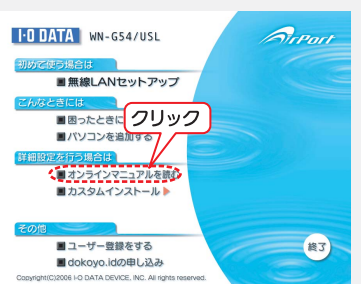 I-O DATA WN-G54/USL
AirPort
初めて使う場合は
■無線LANセットアップ
こんなときには
■困ったときに
クリック
■パソコンを追加する
詳細設定を行う場合は
■オンラインマニュアルを読む
■カスタムインストール▶
その他
■ユーザー登録をする
■dokoyo.idの申し込み
終了
Copyright(C)2006 I-O DATA DEVICE, INC. All rights reserved.